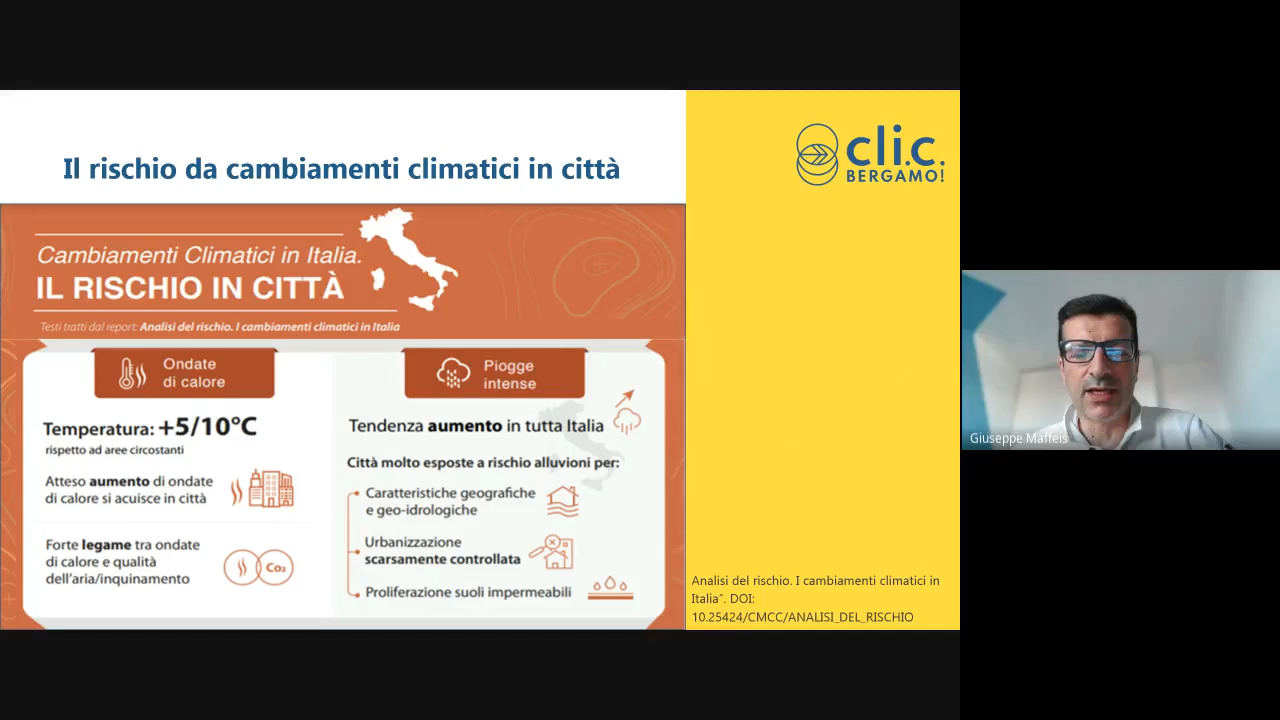 Il rischio da cambiamenti climatici in città
cli.c.
BERGAMO!
Cambiamenti Climatici in Italia.
IL RISCHIO IN CITTÀ
Testi tratti dal report: Analisi del rischio. I cambiamenti climatici in Italia
Ondate
di calore
Temperatura: +5/10°C
rispetto ad aree circostanti
Atteso aumento di ondate
di calore si acuisce in città
Forte legame tra ondate
di calore e qualità
dell'aria/inquinamento
Co2
Piogge
intense
Tendenza aumento in tutta Italia
Città molto esposte a rischio alluvioni per:
Caratteristiche geografiche
e geo-idrologiche
Urbanizzazione
scarsamente controllata
Proliferazione suoli impermeabili
Analisi del rischio. I cambiamenti climatici in
Italia”. DOI:
10.25424/CMCC/ANALISI_DEL_RISCHIO
Giuseppe Maffeis